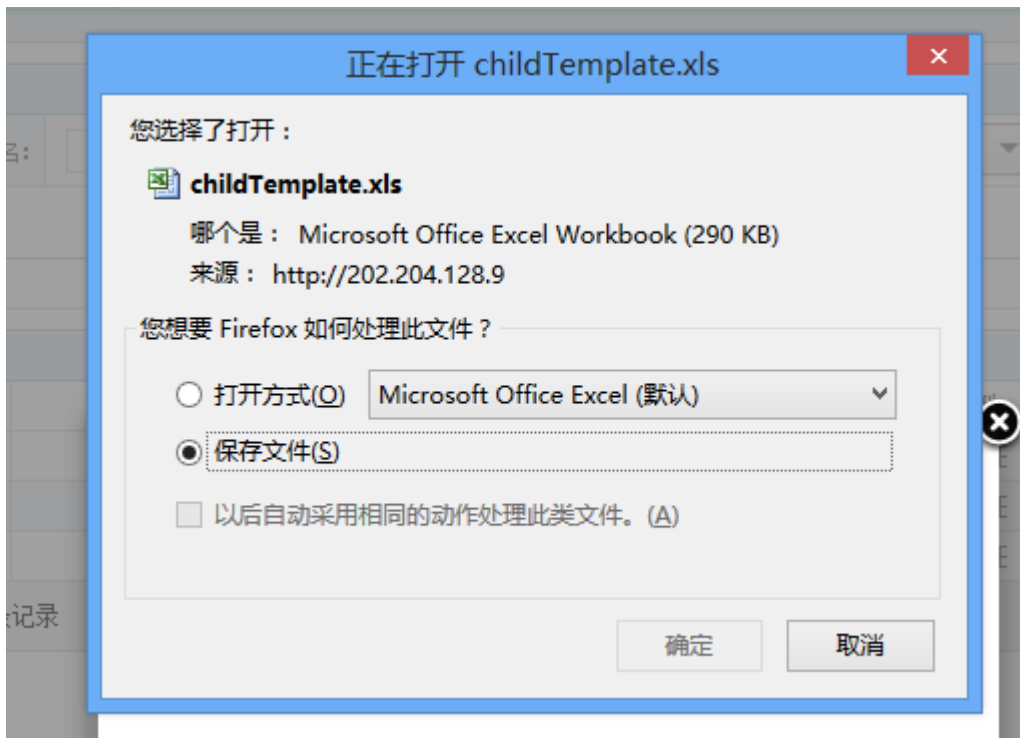 正在打开 childTemplate.xls
您选择了打开：
名:
childTemplate.xls
哪个是： Microsoft Office Excel Workbook (290 KB)
来源： http://202.204.128.9
您想要 Firefox 如何处理此文件？
打开方式(O) Microsoft Office Excel (默认)
保存文件(S)
以后自动采用相同的动作处理此类文件。(A)
记录
确定 取消